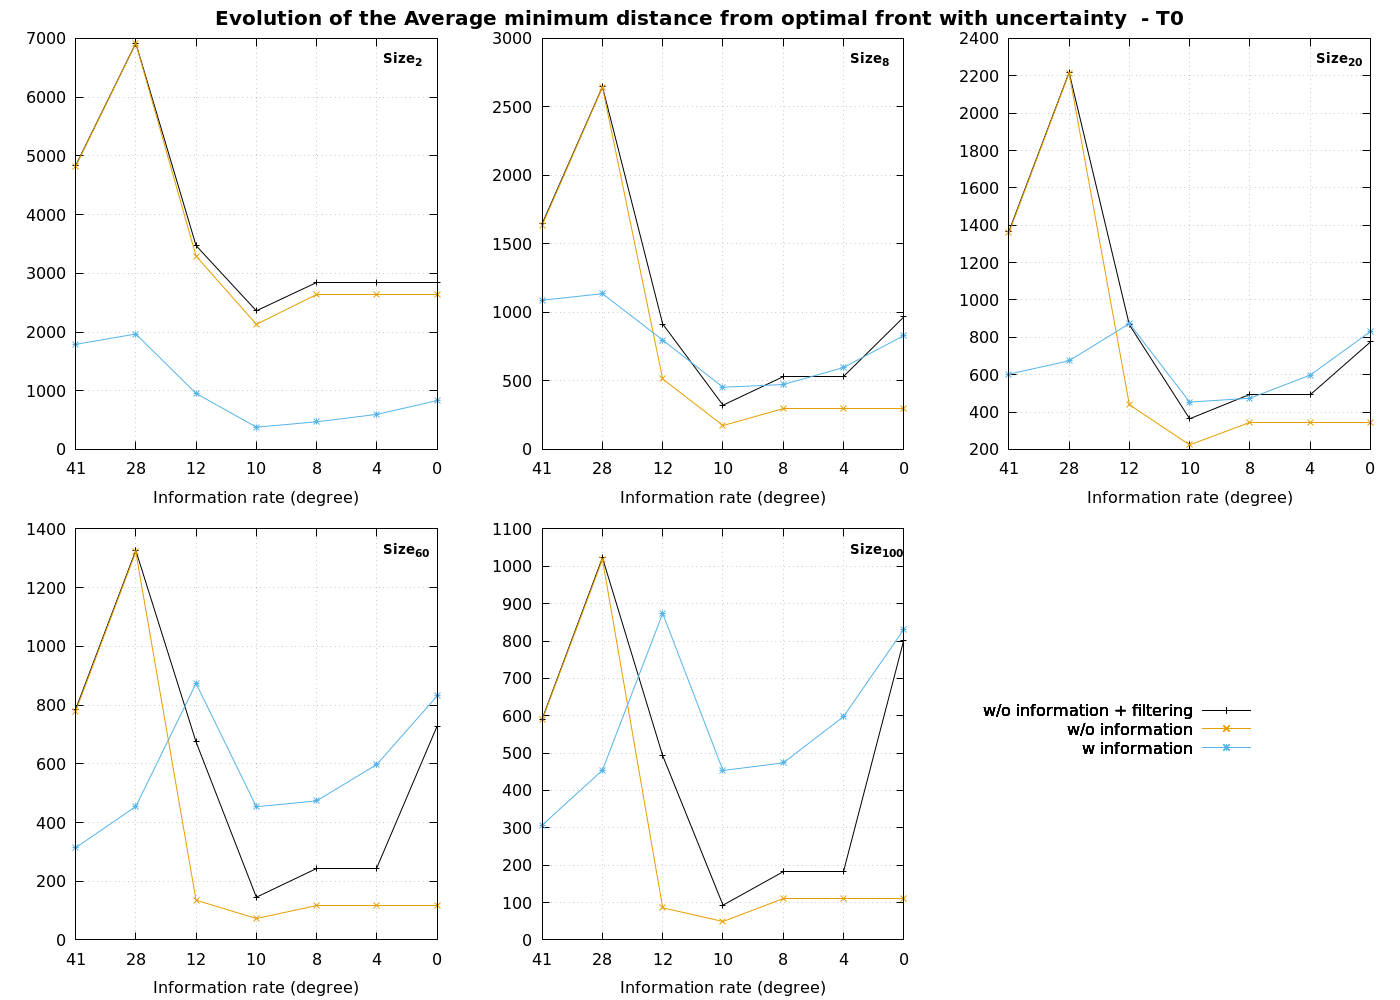 Evolution of the Average minimum distance from optimal front with uncertainty - T0
7000
6000
5000
4000
3000
2000
1000
0
41 28 12 10 8 4 0
Information rate (degree)
Size2
3000
2500
2000
1500
1000
500
0
41 28 12 10 8 4 0
Information rate (degree)
Size8
2400
2200
2000
1800
1600
1400
1200
1000
800
600
400
200
41 28 12 10 8 4 0
Information rate (degree)
Size20
1400
1200
1000
800
600
400
200
0
41 28 12 10 8 4 0
Information rate (degree)
Size60
1100
1000
900
800
700
600
500
400
300
200
100
0
41 28 12 10 8 4 0
Information rate (degree)
Size100
w/o information + filtering
w/o information
w information